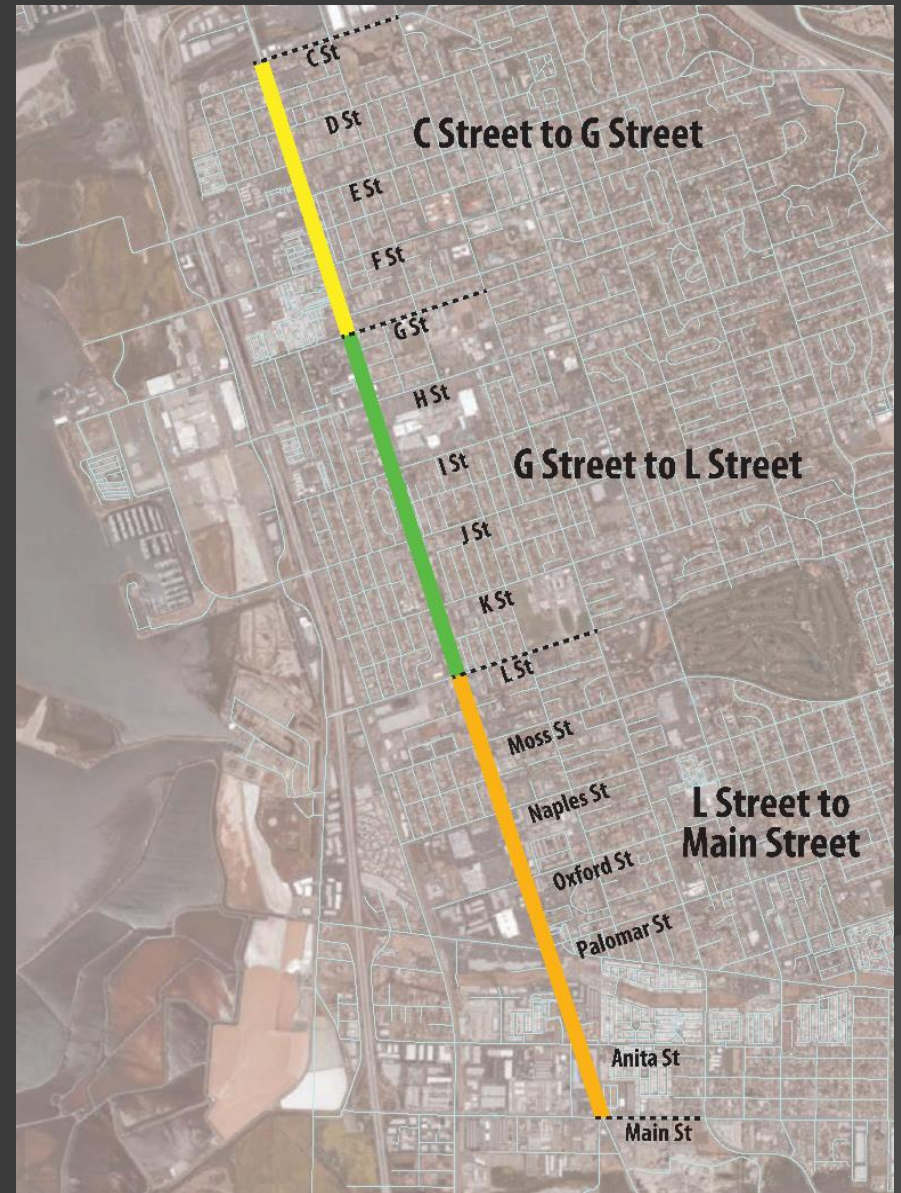 C St
D St
C Street to G Street
E St
F St
G St
H St
I St
G Street to L Street
J St
K St
L St
Moss St
Naples St
L Street to
Main Street
Oxford St
Palomar St
Anita St
Main St